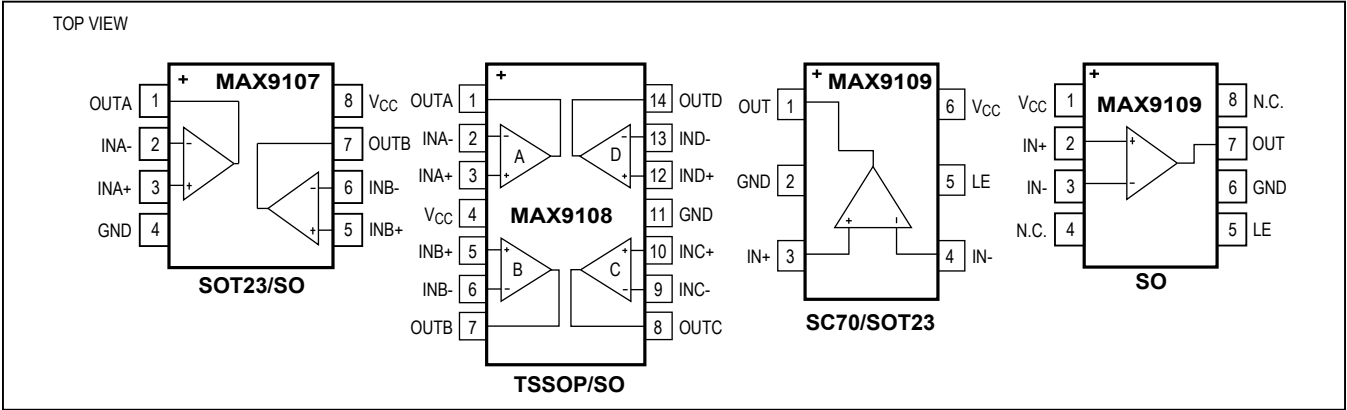 TOP VIEW
+
MAX9107
OUTA 1
8 VCC
INA- 2
-
7 OUTB
INA+ 3
+
6 INB-
-
GND 4
5 INB+
+
SOT23/SO
+
OUTA 1
14 OUTD
INA- 2
-
A
D
-
13 IND-
INA+ 3
+
+
12 IND+
VCC 4
MAX9108
11 GND
INB+ 5
+
B
C
+
10 INC+
INB- 6
-
-
9 INC-
OUTB 7
8 OUTC
TSSOP/SO
+
MAX9109
OUT 1
6 VCC
GND 2
5 LE
+
-
IN+ 3
4 IN-
SC70/SOT23
+
MAX9109
VCC 1
8 N.C.
IN+ 2
+
7 OUT
IN- 3
-
6 GND
N.C. 4
5 LE
SO